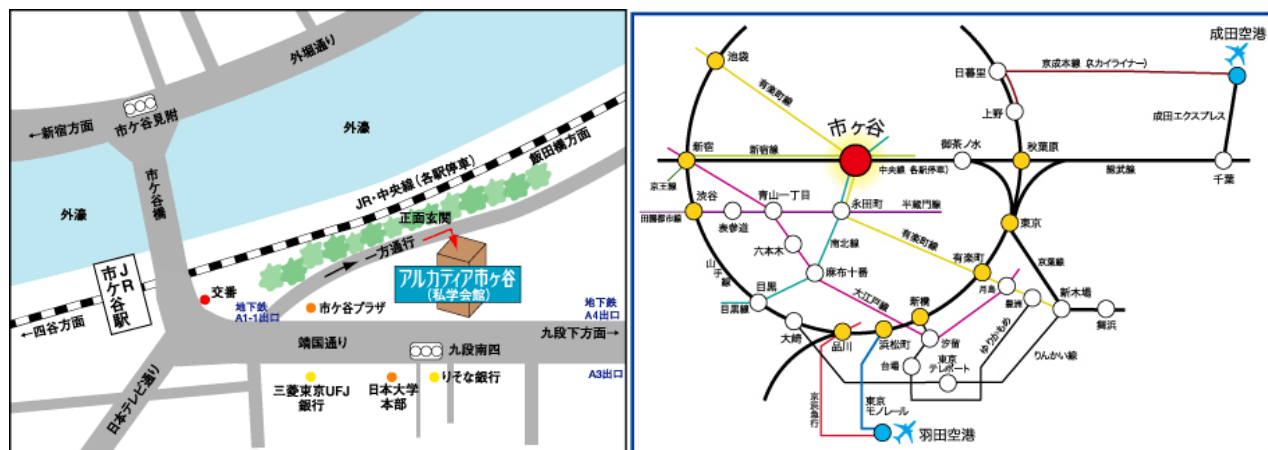 外堀通り
←新宿方面
市ケ谷見附
外濠
飯田橋方面
JR・中央線（各駅停車）
市ケ谷橋
外濠
正面玄関
一方通行
アルカディア市ヶ谷
（私学会館）
JR
市ケ谷駅
交番
地下鉄
A1-1出口
市ケ谷プラザ
地下鉄
A4出口
←四谷方面
九段下方面→
靖国通り
九段南四
A3出口
三菱東京UFJ
銀行
日本大学
本部
りそな銀行
日本テレビ通り
成田空港
池袋
日暮里
京成本線（スカイライナー）
有楽町線
上野
成田エクスプレス
市ヶ谷
新宿
新宿線
御茶ノ水
秋葉原
中央線（各駅停車）
総武線
千葉
京王線
渋谷
青山一丁目
永田町
半蔵門線
田園都市線
表参道
東京
六本木
南北線
有楽町線
有楽町
京葉線
山手線
麻布十番
月島
豊洲
新木場
目黒
大江戸線
新橋
目黒線
舞浜
大崎
品川
浜松町
汐留
ゆりかもめ
りんかい線
台場
東京
テレポート
京浜急行
東京
モノレール
羽田空港